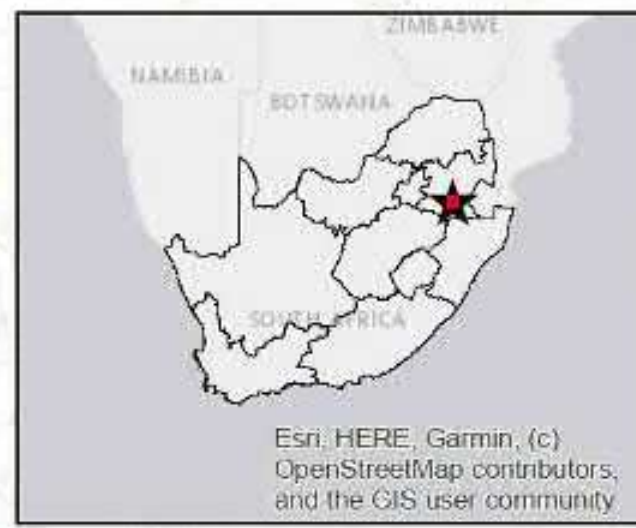 ZIMBABWE
NAMIBIA
BOTSWANA
SOUTH AFRICA
Esri, HERE, Garmin, (c)
OpenStreetMap contributors,
and the GIS user community